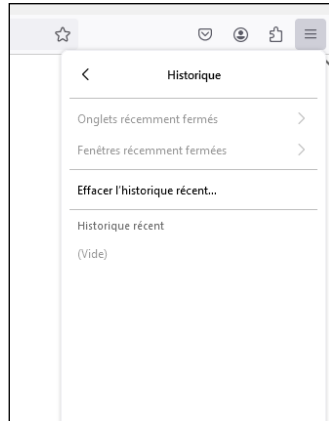 Historique
Onglets récemment fermés
Fenêtres récemment fermées
Effacer l'historique récent...
Historique récent
(Vide)